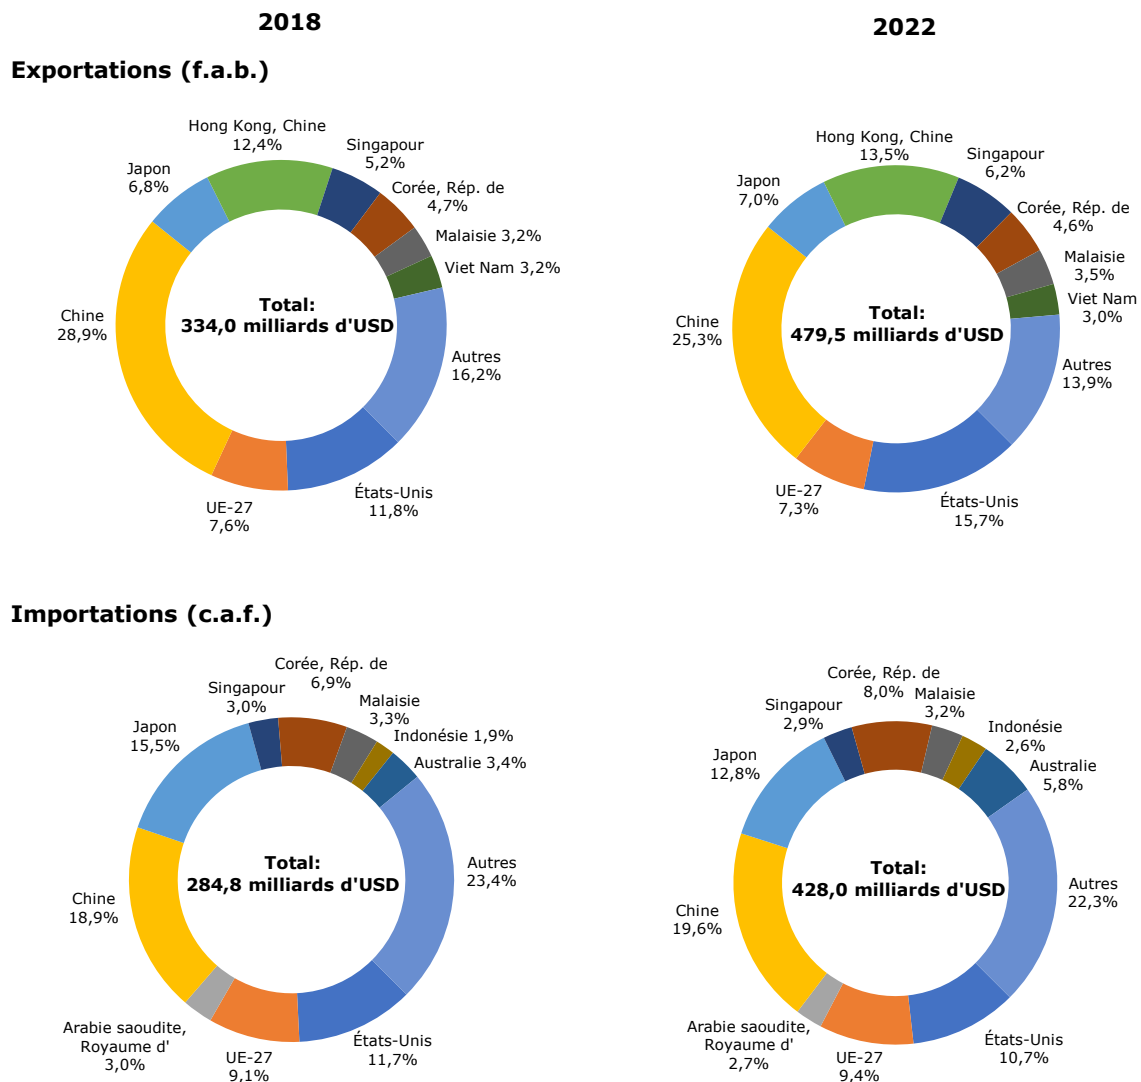 2018
2022
Exportations (f.a.b.)
Hong Kong, Chine
12,4%
Singapour
5,2%
Corée, Rép. de
4,7%
Malaisie 3,2%
Viet Nam 3,2%
Autres
16,2%
États-Unis
11,8%
UE-27
7,6%
Chine
28,9%
Japon
6,8%
Total:
334,0 milliards d'USD
Hong Kong, Chine
13,5%
Singapour
6,2%
Corée, Rép. de
4,6%
Malaisie
3,5%
Viet Nam
3,0%
Autres
13,9%
États-Unis
15,7%
UE-27
7,3%
Chine
25,3%
Japon
7,0%
Total:
479,5 milliards d'USD
Importations (c.a.f.)
Corée, Rép. de
6,9%
Malaisie
3,3%
Indonésie 1,9%
Australie 3,4%
Autres
23,4%
États-Unis
11,7%
UE-27
9,1%
Arabie saoudite,
Royaume d'
3,0%
Chine
18,9%
Japon
15,5%
Singapour
3,0%
Total:
284,8 milliards d'USD
Corée, Rép. de
8,0%
Malaisie
3,2%
Indonésie
2,6%
Australie
5,8%
Autres
22,3%
États-Unis
10,7%
UE-27
9,4%
Arabie saoudite,
Royaume d'
2,7%
Chine
19,6%
Japon
12,8%
Singapour
2,9%
Total:
428,0 milliards d'USD